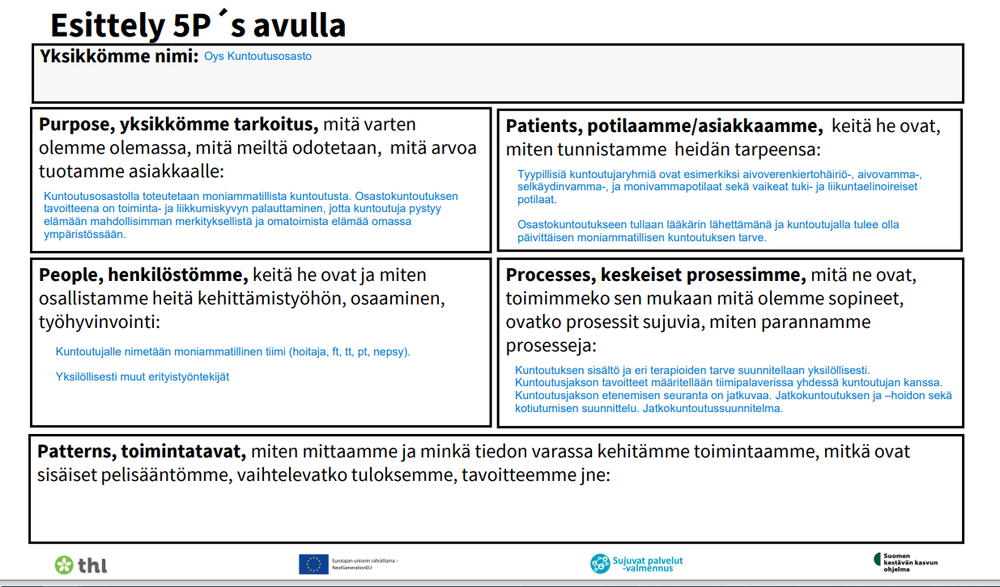 Esittely 5P´s avulla
Yksikkömme nimi: Oys Kuntoutusosasto
Purpose, yksikkömme tarkoitus, mitä varten
olemme olemassa, mitä meiltä odotetaan, mitä arvoa
tuotamme asiakkaalle:
Kuntoutusosastolla toteutetaan moniammatillista kuntoutusta. Osastokuntoutuksen
tavoitteena on toiminta- ja liikkumiskyvyn palauttaminen, jotta kuntoutuja pystyy
elämään mahdollisimman merkityksellistä ja omatoimista elämää omassa
ympäristössään.
Patients, potilaamme/asiakkaamme, keitä he ovat,
miten tunnistamme heidän tarpeensa:
Tyypillisiä kuntoutujaryhmiä ovat esimerkiksi aivoverenkiertohäiriö-, aivovamma-,
selkäydinvamma-, ja monivammapotilaat sekä vaikeat tuki- ja liikuntaelinoireiset
potilaat.
Osastokuntoutukseen tullaan lääkärin lähettämänä ja kuntoutujalla tulee olla
päivittäisen moniammatillisen kuntoutuksen tarve.
People, henkilöstömme, keitä he ovat ja miten
osallistamme heitä kehittämistyöhön, osaaminen,
työhyvinvointi:
Kuntoutujalle nimetään moniammatillinen tiimi (hoitaja, ft, tt, pt, nepsy).
Yksilöllisesti muut erityistyöntekijät
Processes, keskeiset prosessimme, mitä ne ovat,
toimimmeko sen mukaan mitä olemme sopineet,
ovatko prosessit sujuvia, miten parannamme
prosesseja:
Kuntoutuksen sisältö ja eri terapioiden tarve suunnitellaan yksilöllisesti.
Kuntoutusjakson tavoitteet määritellään tiimipalaverissa yhdessä kuntoutujan kanssa.
Kuntoutusjakson etenemisen seuranta on jatkuvaa. Jatkokuntoutuksen ja –hoidon sekä
kotiutumisen suunnittelu. Jatkokuntoutussuunnitelma.
Patterns, toimintatavat, miten mittaamme ja minkä tiedon varassa kehitämme toimintaamme, mitkä ovat
sisäiset pelisääntömme, vaihtelevatko tuloksemme, tavoitteemme jne:
thl
Euroopan unionin rahoittama –
NextGenerationEU
Sujuvat palvelut
-valmennus
Suomen
kestävän kasvun
ohjelma